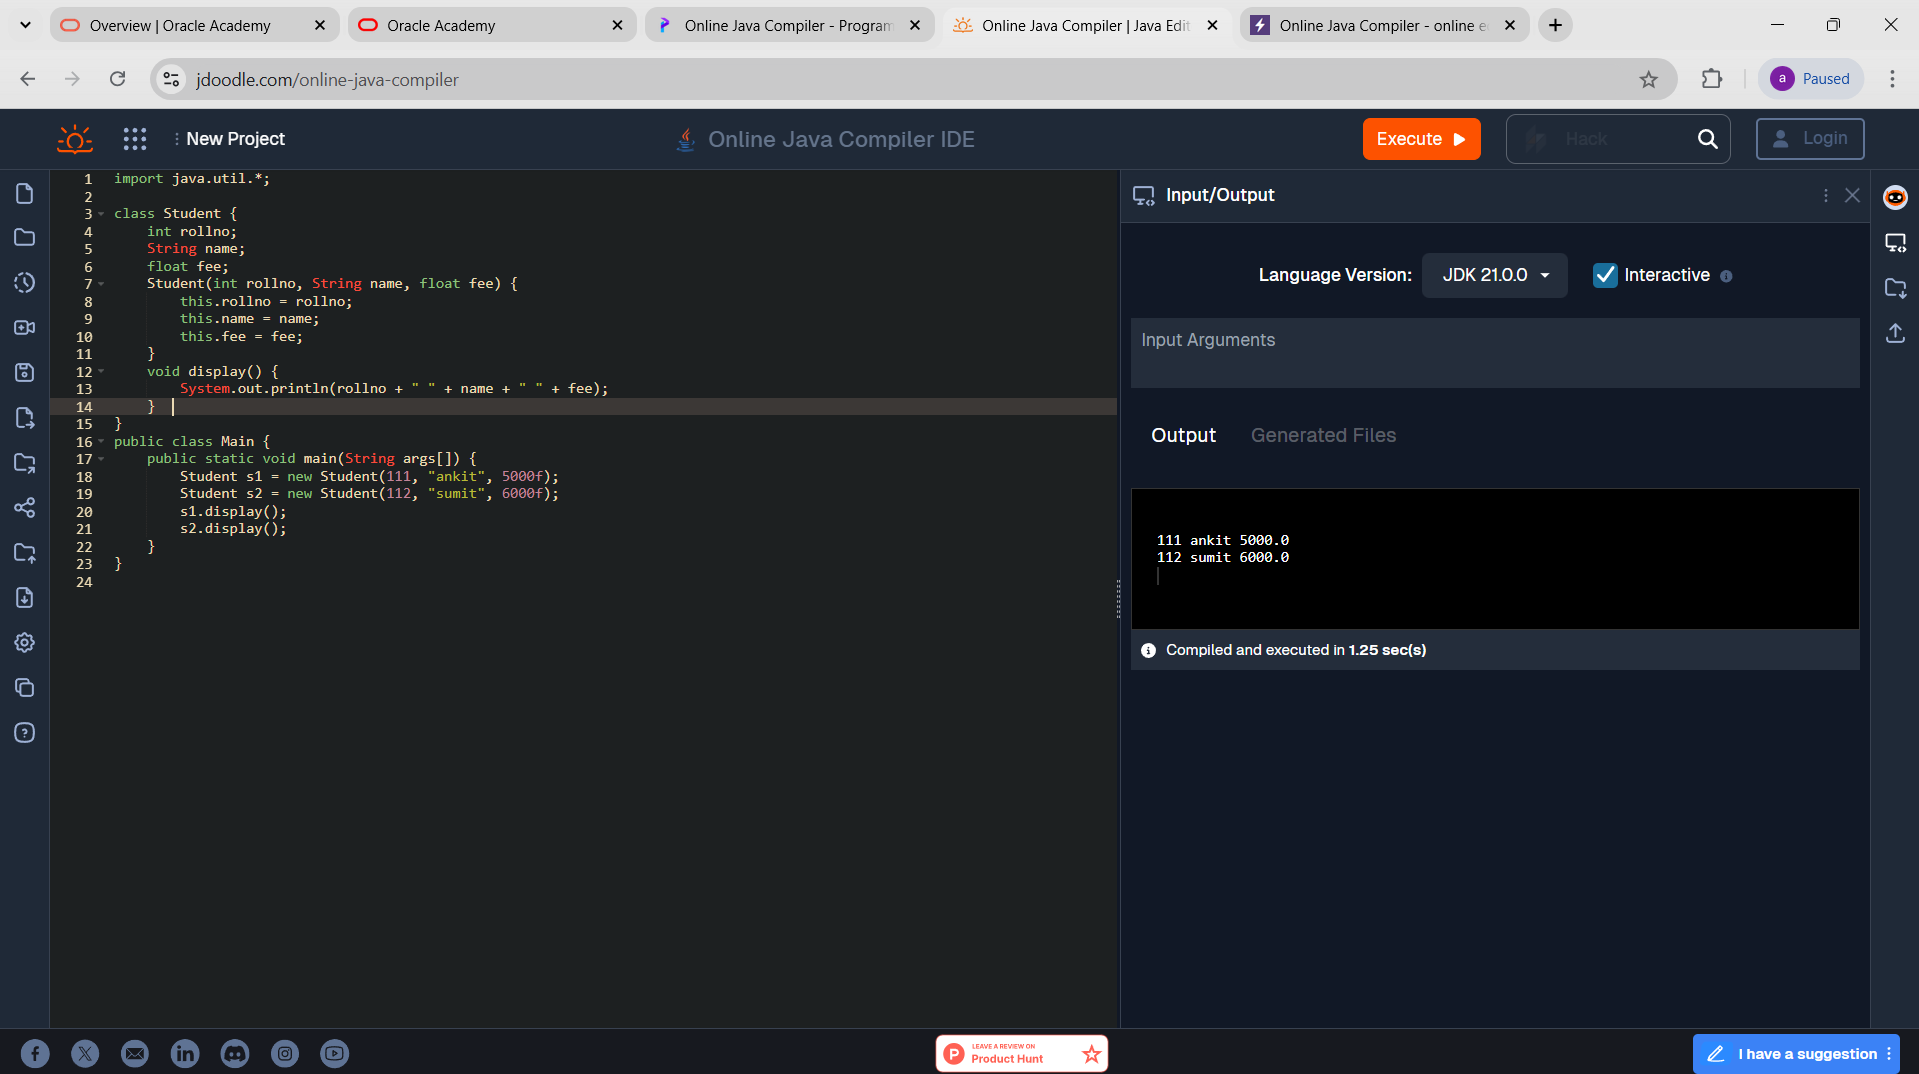 Overview | Oracle Academy
Oracle Academy
Online Java Compiler - Program
Online Java Compiler | Java Edit
Online Java Compiler - online e
jdoodle.com/online-java-compiler
a Paused
New Project
Online Java Compiler IDE
Execute
Hack
Login
1 import java.util.*;
2
3 class Student {
4     int rollno;
5     String name;
6     float fee;
7     Student(int rollno, String name, float fee) {
8         this.rollno = rollno;
9         this.name = name;
10         this.fee = fee;
11     }
12     void display() {
13         System.out.println(rollno + " " + name + " " + fee);
14     }
15 }
16 public class Main {
17     public static void main(String args[]) {
18         Student s1 = new Student(111, "ankit", 5000f);
19         Student s2 = new Student(112, "sumit", 6000f);
20         s1.display();
21         s2.display();
22     }
23 }
24
Input/Output
Language Version: JDK 21.0.0 Interactive
Input Arguments
Output Generated Files
111 ankit 5000.0
112 sumit 6000.0
Compiled and executed in 1.25 sec(s)
LEAVE A REVIEW ON
Product Hunt
I have a suggestion